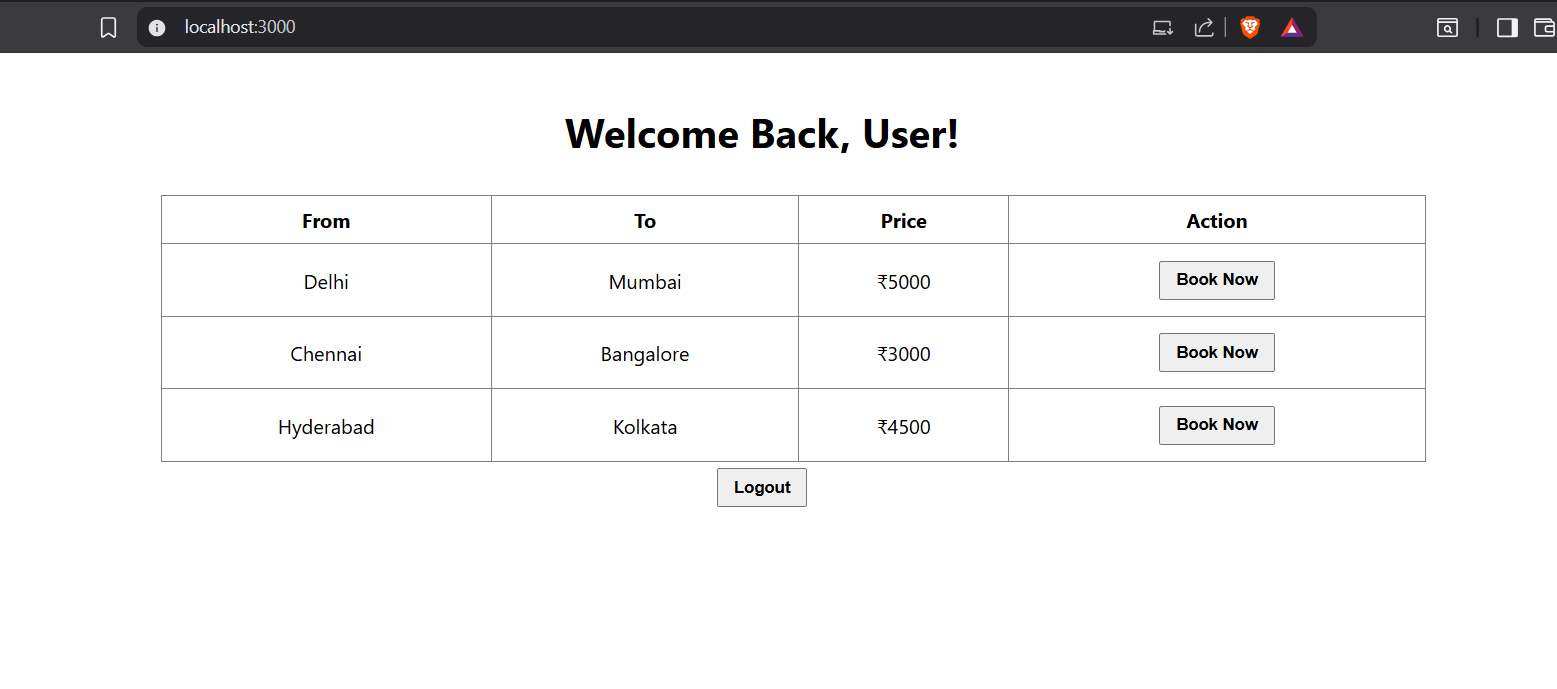 localhost:3000
Welcome Back, User!
From To Price Action
Delhi Mumbai ₹5000 Book Now
Chennai Bangalore ₹3000 Book Now
Hyderabad Kolkata ₹4500 Book Now
Logout